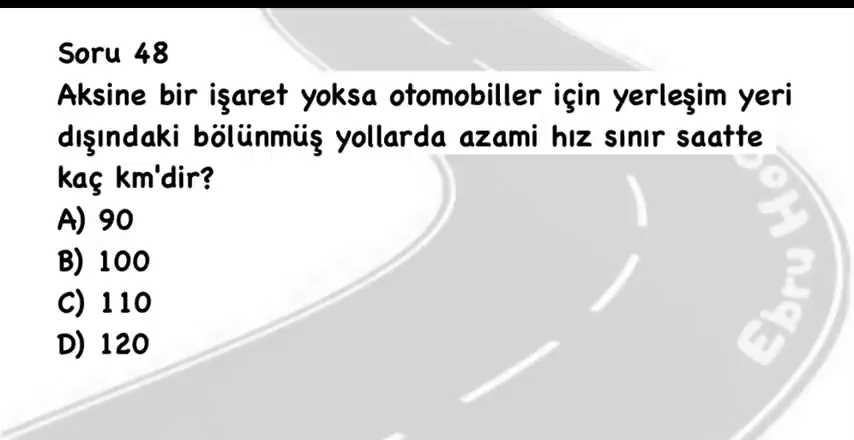 Soru 48
Aksine bir işaret yoksa otomobiller için yerleşim yeri
dışındaki bölünmüş yollarda azami hız sınır saatte
kaç km'dir?
A) 90
B) 100
C) 110
D) 120
Ebru Hoca